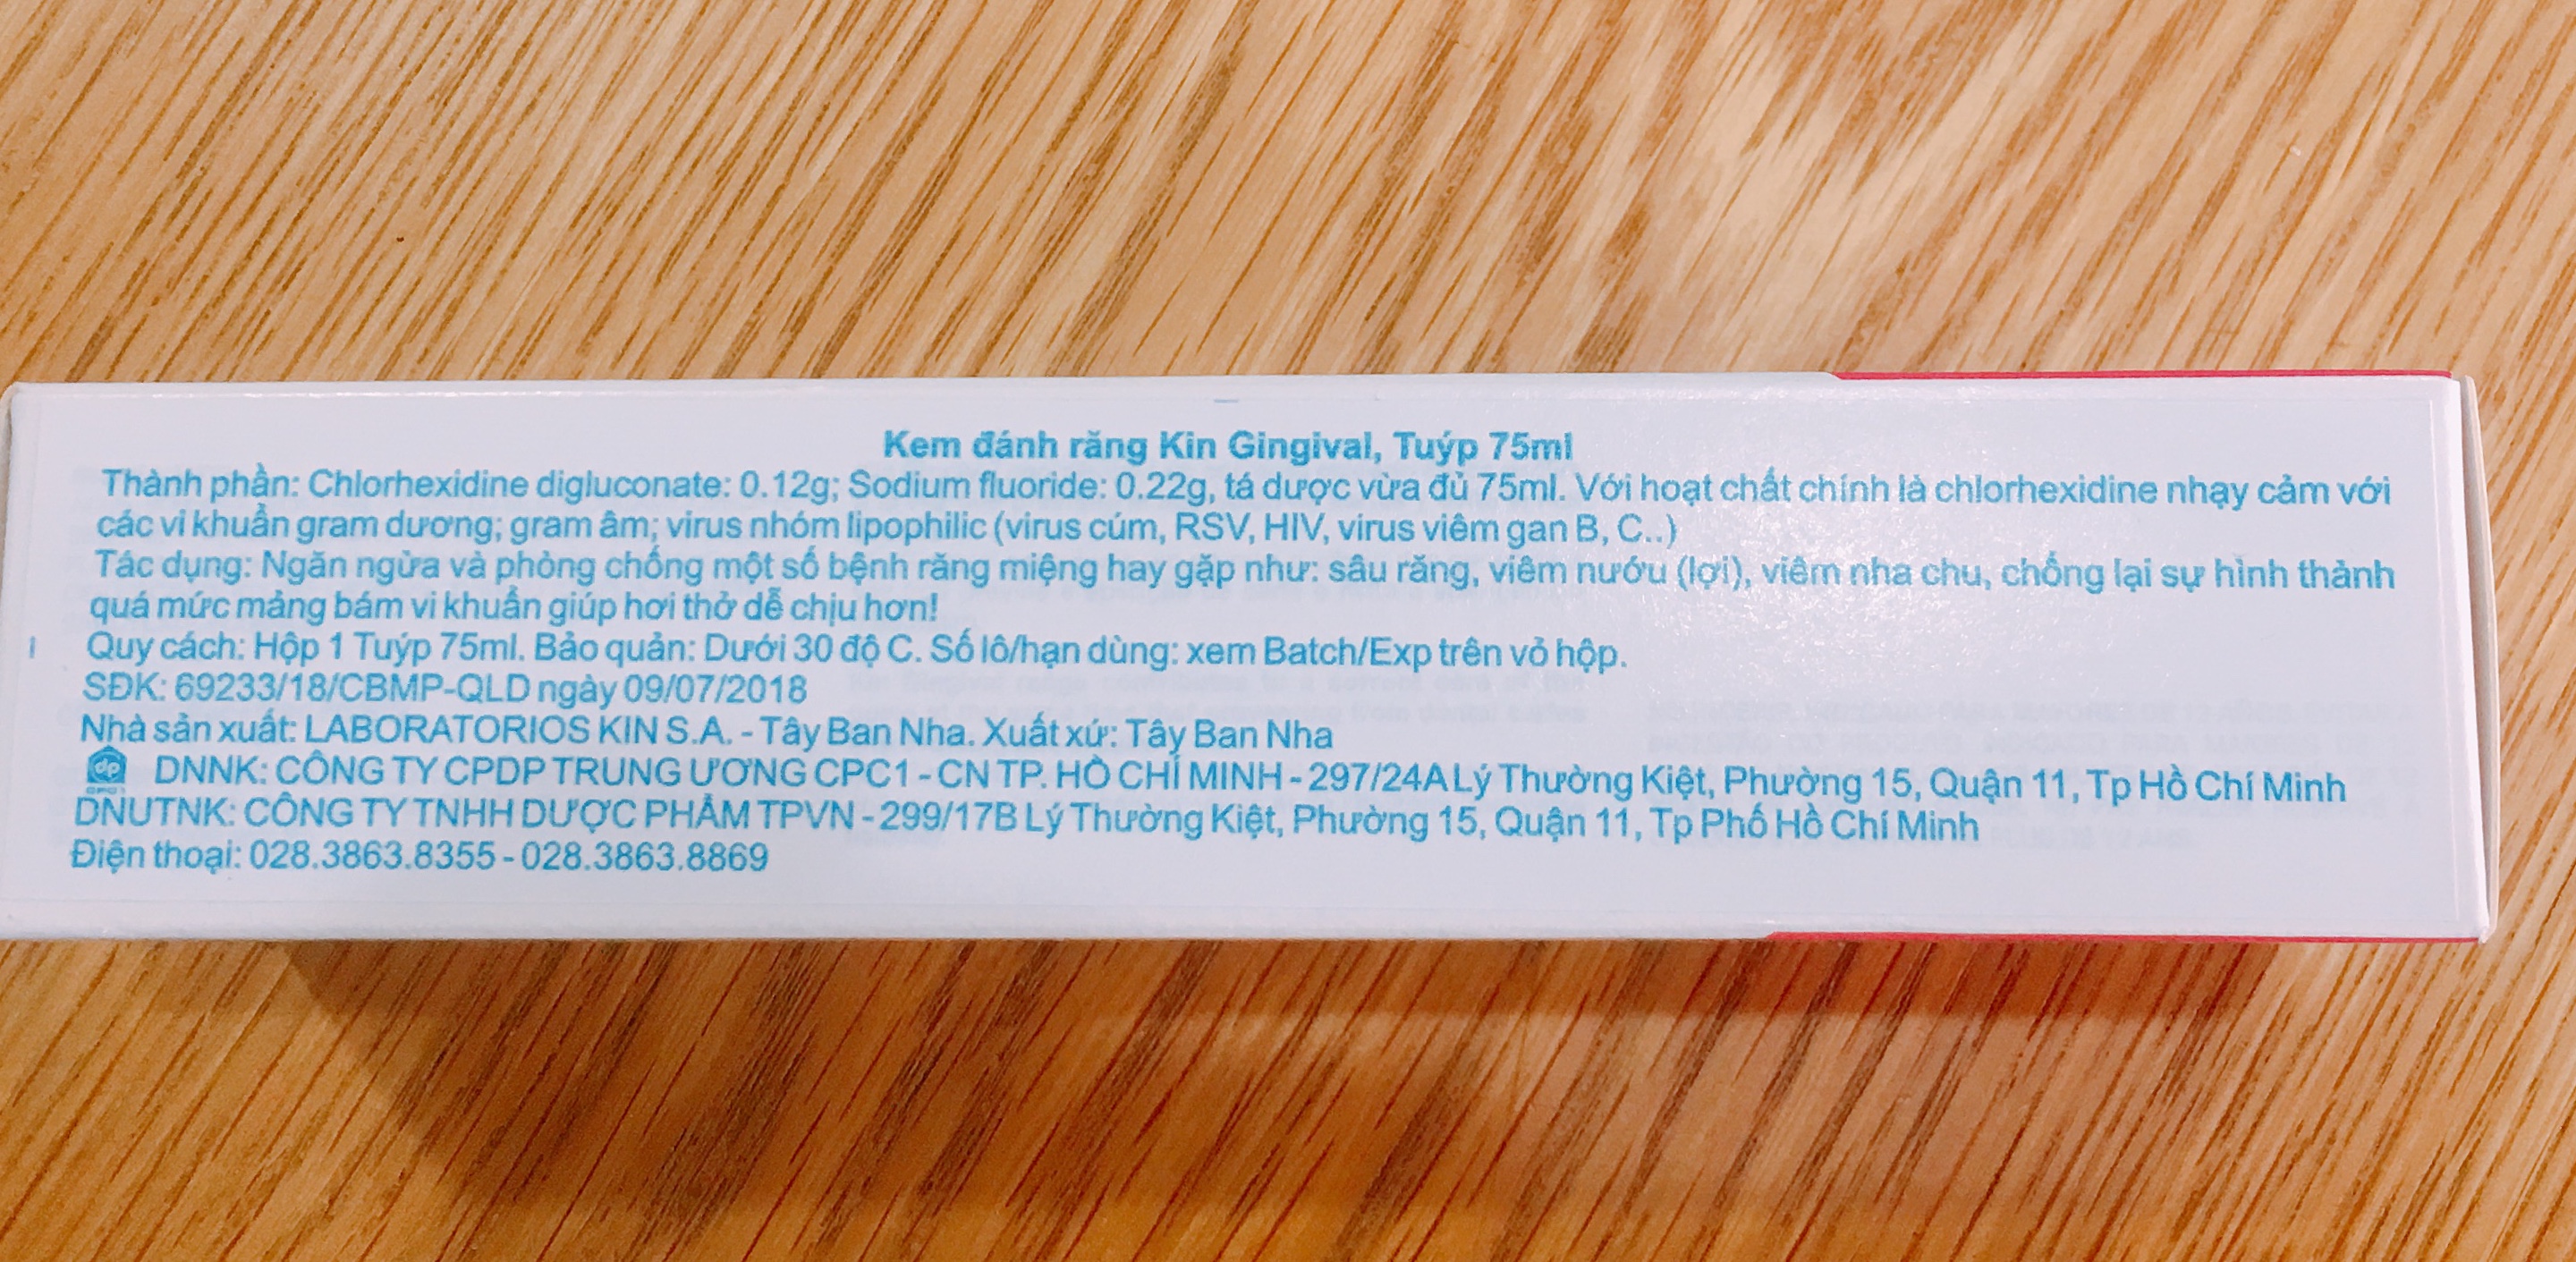 Kem đánh răng Kin Gingival, Tuýp 75ml
Thành phần: Chlorhexidine digluconate: 0.12g; Sodium fluoride: 0.22g, tá dược vừa đủ 75ml. Với hoạt chất chính là chlorhexidine nhạy cảm với
các vi khuẩn gram dương; gram âm; virus nhóm lipophilic (virus cúm, RSV, HIV, virus viêm gan B, C..)
Tác dụng: Ngăn ngừa và phòng chống một số bệnh răng miệng hay gặp như: sâu răng, viêm nướu (lợi), viêm nha chu, chống lại sự hình thành
quá mức mảng bám vi khuẩn giúp hơi thở dễ chịu hơn!
Quy cách: Hộp 1 Tuýp 75ml. Bảo quản: Dưới 30 độ C. Số lô/hạn dùng: xem Batch/Exp trên vỏ hộp.
SĐK: 69233/18/CBMP-QLD ngày 09/07/2018
Nhà sản xuất: LABORATORIOS KIN S.A. - Tây Ban Nha. Xuất xứ: Tây Ban Nha
dp DNNK: CÔNG TY CPDP TRUNG ƯƠNG CPC1 - CN TP. HỒ CHÍ MINH - 297/24A Lý Thường Kiệt, Phường 15, Quận 11, Tp Hồ Chí Minh
DNUTNK: CÔNG TY TNHH DƯỢC PHẨM TPVN - 299/17B Lý Thường Kiệt, Phường 15, Quận 11, Tp Phố Hồ Chí Minh
Điện thoại: 028.3863.8355 - 028.3863.8869